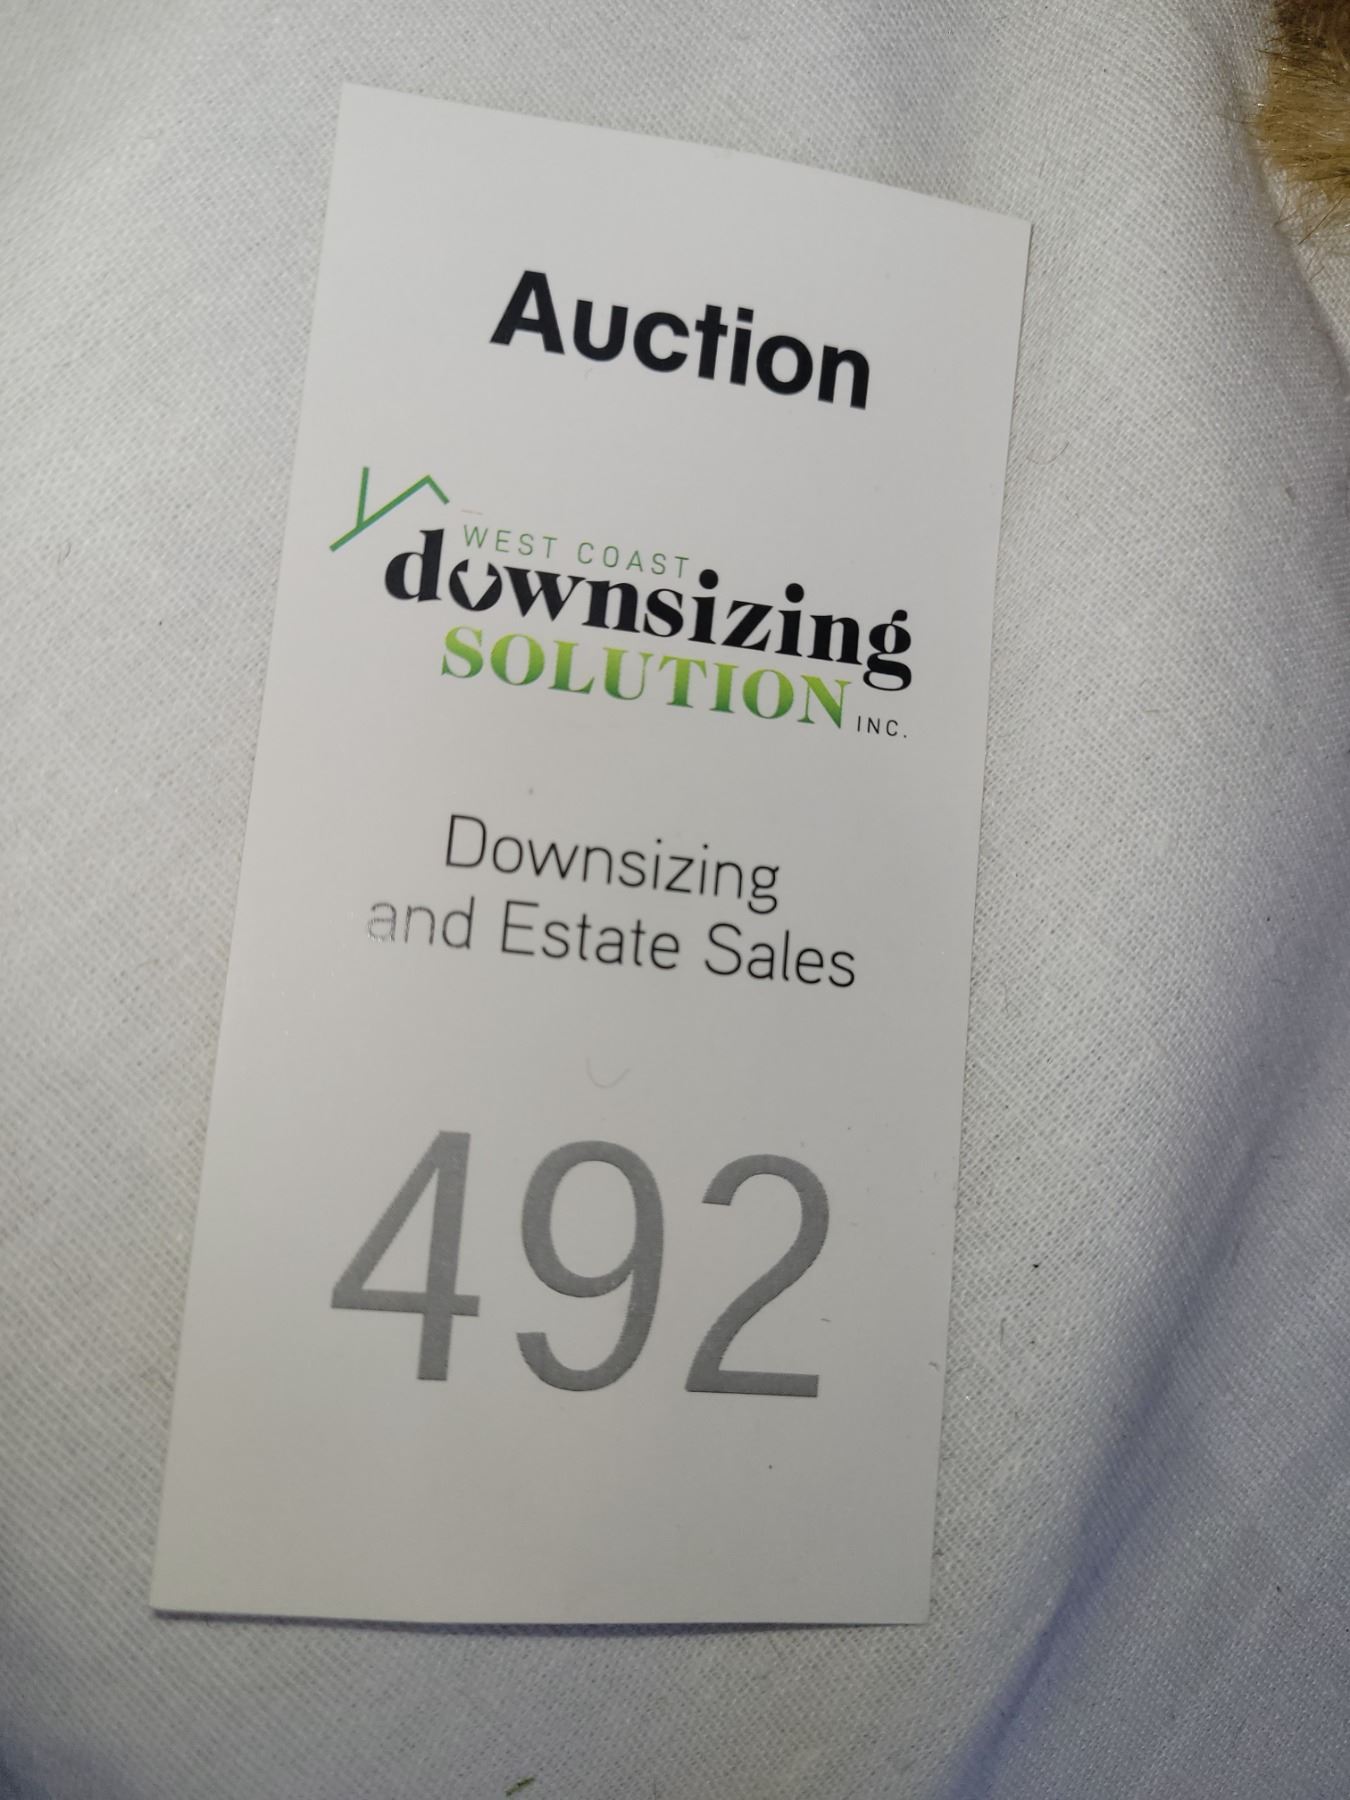 Auction
WEST COAST
downsizing
SOLUTION INC.
Downsizing
and Estate Sales
492